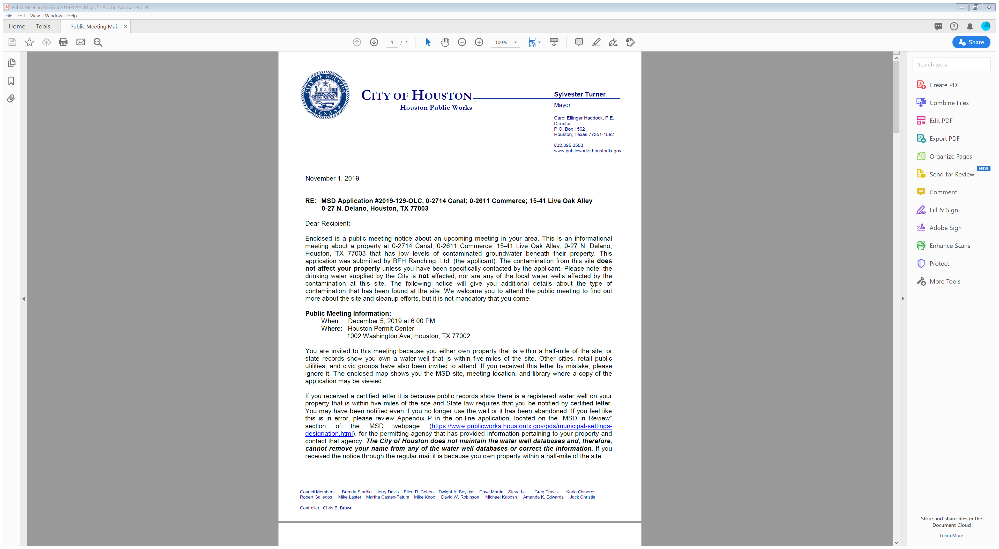 Public Meeting Mailer #2019-129-OLC.pdf - Adobe Acrobat Pro DC
File Edit View Window Help
Home Tools Public Meeting Mai... ×
1 / 7 100% Share
Search tools
Create PDF
Combine Files
Edit PDF
Export PDF
Organize Pages
NEW
Send for Review
Comment
Fill & Sign
Adobe Sign
Enhance Scans
Protect
More Tools
Store and share files in the
Document Cloud
Learn More
CITY OF HOUSTON
TEXAS
CITY OF HOUSTON
Houston Public Works
Sylvester Turner
Mayor
Carol Ellinger Haddock, P.E.
Director
P.O. Box 1562
Houston, Texas 77251-1562
832.395.2500
www.publicworks.houstontx.gov
November 1, 2019
RE: MSD Application #2019-129-OLC, 0-2714 Canal; 0-2611 Commerce; 15-41 Live Oak Alley
0-27 N. Delano, Houston, TX 77003
Dear Recipient:
Enclosed is a public meeting notice about an upcoming meeting in your area. This is an informational
meeting about a property at 0-2714 Canal; 0-2611 Commerce; 15-41 Live Oak Alley, 0-27 N. Delano,
Houston, TX 77003 that has low levels of contaminated groundwater beneath their property. This
application was submitted by BFH Ranching, Ltd. (the applicant). The contamination from this site does
not affect your property unless you have been specifically contacted by the applicant. Please note: the
drinking water supplied by the City is not affected, nor are any of the local water wells affected by the
contamination at this site. The following notice will give you additional details about the type of
contamination that has been found at the site. We welcome you to attend the public meeting to find out
more about the site and cleanup efforts, but it is not mandatory that you come.
Public Meeting Information:
When: December 5, 2019 at 6:00 PM
Where: Houston Permit Center
1002 Washington Ave, Houston, TX 77002
You are invited to this meeting because you either own property that is within a half-mile of the site, or
state records show you own a water-well that is within five-miles of the site. Other cities, retail public
utilities, and civic groups have also been invited to attend. If you received this letter by mistake, please
ignore it. The enclosed map shows you the MSD site, meeting location, and library where a copy of the
application may be viewed.
If you received a certified letter it is because public records show there is a registered water well on your
property that is within five miles of the site and State law requires that you be notified by certified letter.
You may have been notified even if you no longer use the well or it has been abandoned. If you feel like
this is in error, please review Appendix P in the on-line application, located on the “MSD in Review”
section of the MSD webpage (https://www.publicworks.houstontx.gov/pds/municipal-settings-
designation.html), for the permitting agency that has provided information pertaining to your property and
contact that agency. The City of Houston does not maintain the water well databases and, therefore,
cannot remove your name from any of the water well databases or correct the information. If you
received the notice through the regular mail it is because you own property within a half-mile of the site.
Council Members: Brenda Stardig Jerry Davis Ellen R. Cohen Dwight A. Boykins Dave Martin Steve Le Greg Travis Karla Cisneros
Robert Gallegos Mike Laster Martha Castex-Tatum Mike Knox David W. Robinson Michael Kubosh Amanda K. Edwards Jack Christie
Controller: Chris B. Brown